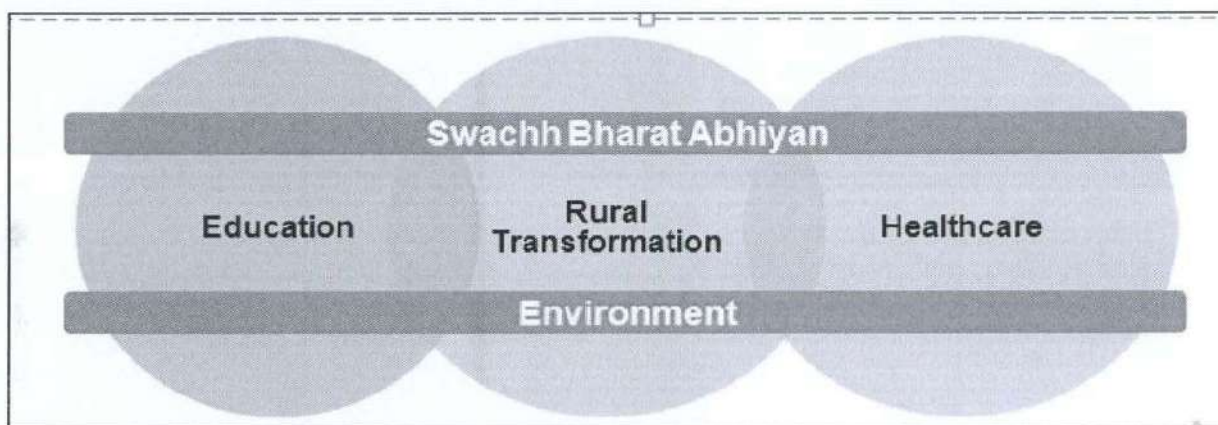 Swachh Bharat Abhiyan
Education
Rural
Transformation
Healthcare
Environment